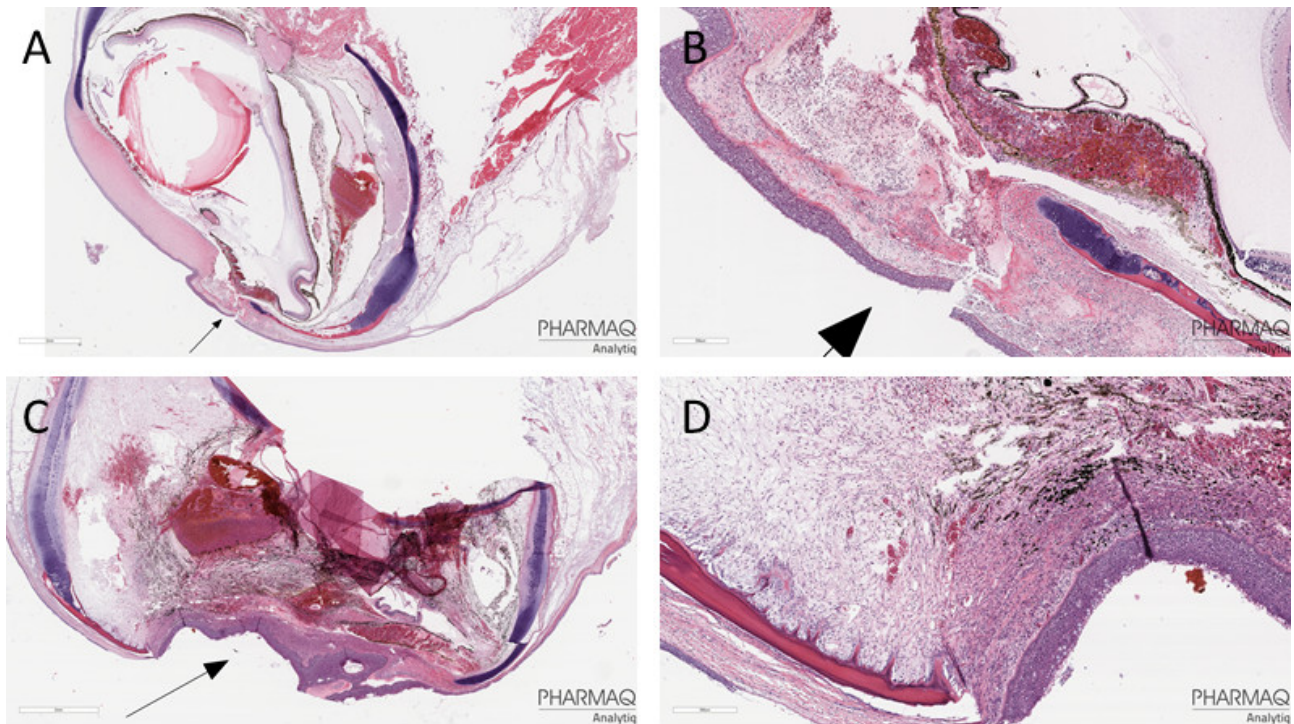 A
PHARMAQ
Analytiq
B
PHARMAQ
Analytiq
C
PHARMAQ
Analytiq
D
PHARMAQ
Analytiq